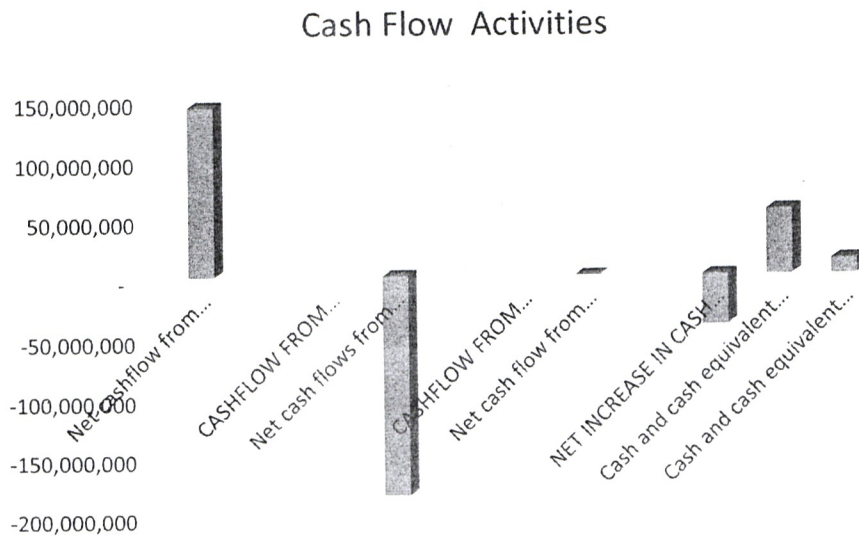 Cash Flow Activities
150,000,000
100,000,000
50,000,000
-
-50,000,000
-100,000,000
-150,000,000
-200,000,000
Net cashflow from...
CASHFLOW FROM...
Net cash flows from...
CASHFLOW FROM...
Net cash flow from...
NET INCREASE IN CASH...
Cash and cash equivalent...
Cash and cash equivalent...